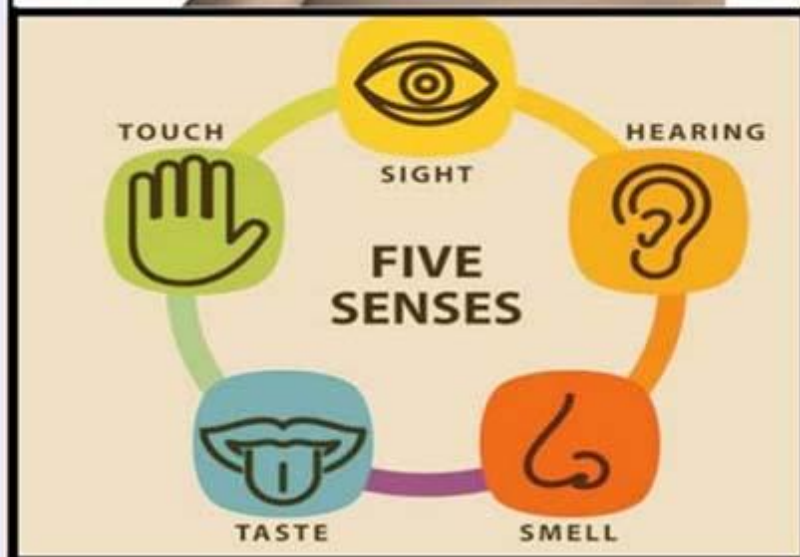 TOUCH
HEARING
SIGHT
FIVE
SENSES
TASTE
SMELL